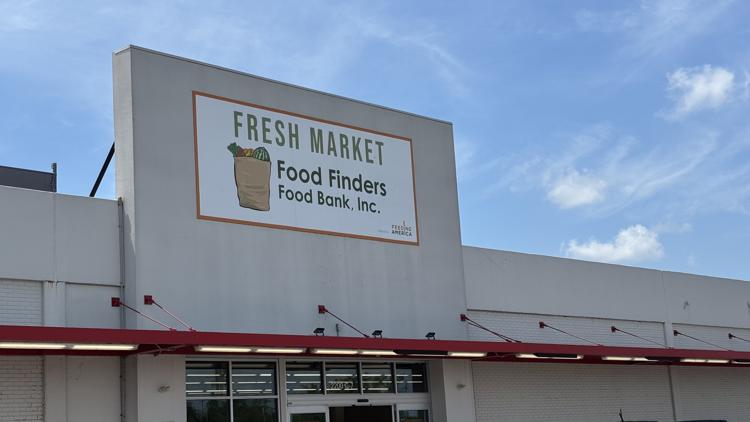 FRESH MARKET
Food Finders
Food Bank, Inc.
FEEDING
AMERICA